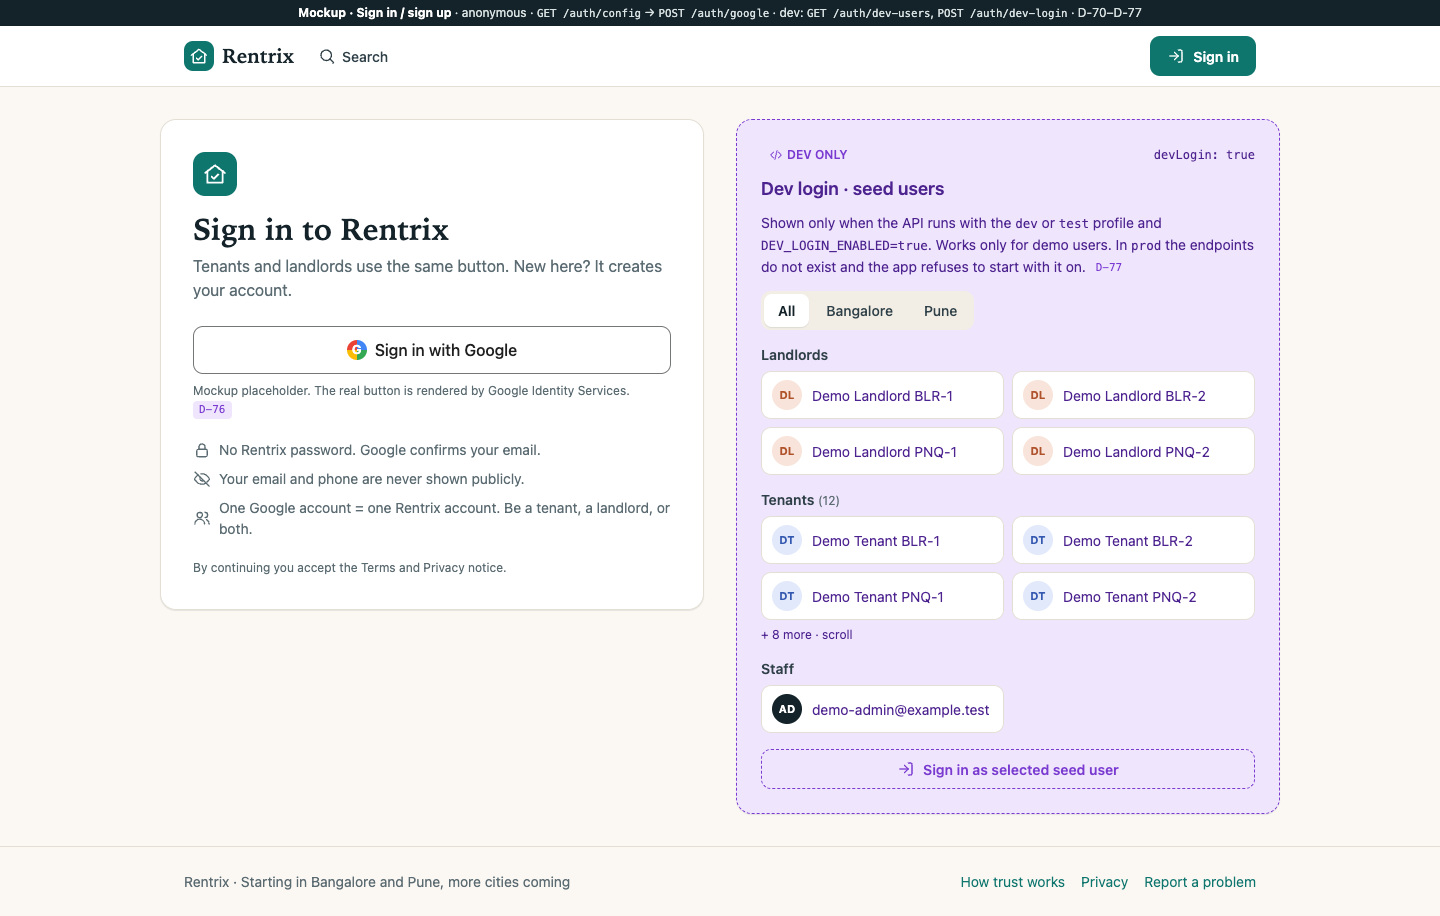 Mockup · Sign in / sign up · anonymous · GET /auth/config → POST /auth/google · dev: GET /auth/dev-users, POST /auth/dev-login · D-70–D-77
Rentrix
Search
Sign in
Sign in to Rentrix
Tenants and landlords use the same button. New here? It creates
your account.
G Sign in with Google
Mockup placeholder. The real button is rendered by Google Identity Services.
D-76
No Rentrix password. Google confirms your email.
Your email and phone are never shown publicly.
One Google account = one Rentrix account. Be a tenant, a landlord, or
both.
By continuing you accept the Terms and Privacy notice.
DEV ONLY
devLogin: true
Dev login · seed users
Shown only when the API runs with the dev or test profile and
DEV_LOGIN_ENABLED=true. Works only for demo users. In prod the endpoints
do not exist and the app refuses to start with it on. D-77
All Bangalore Pune
Landlords
DL Demo Landlord BLR-1
DL Demo Landlord BLR-2
DL Demo Landlord PNQ-1
DL Demo Landlord PNQ-2
Tenants (12)
DT Demo Tenant BLR-1
DT Demo Tenant BLR-2
DT Demo Tenant PNQ-1
DT Demo Tenant PNQ-2
+ 8 more · scroll
Staff
AD demo-admin@example.test
Sign in as selected seed user
Rentrix · Starting in Bangalore and Pune, more cities coming
How trust works Privacy Report a problem